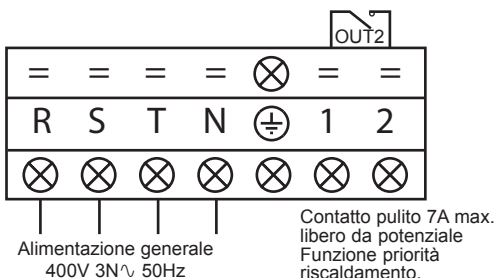 OUT2
R S T N 1 2
Alimentazione generale
400V 3N∿ 50Hz
Contatto pulito 7A max.
libero da potenziale
Funzione priorità
riscaldamento.